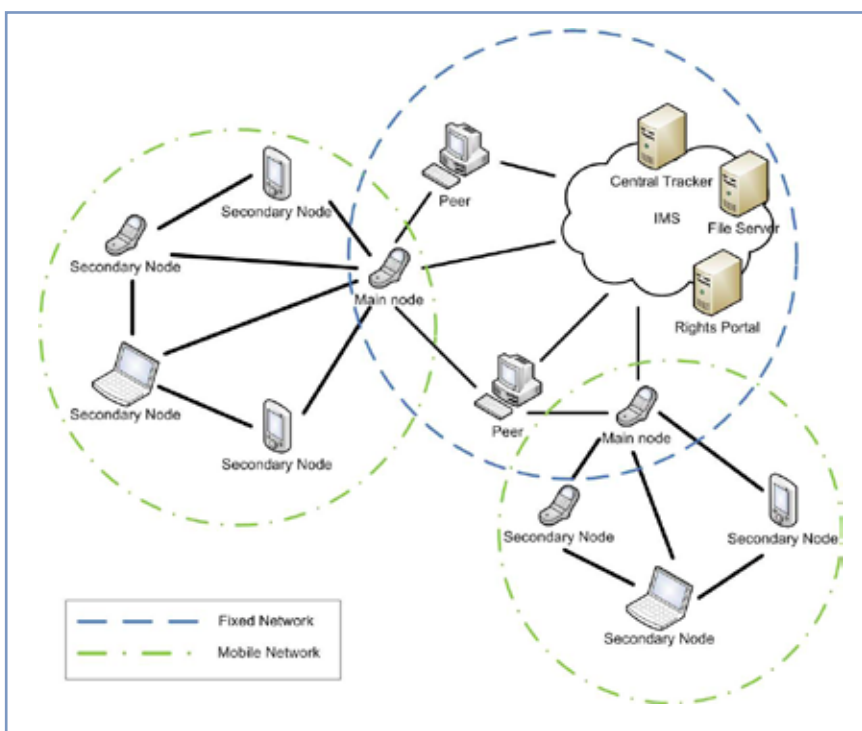 Central Tracker
Peer
IMS
File Server
Secondary Node
Secondary Node
Main node
Rights Portal
Secondary Node
Secondary Node
Peer
Main node
Secondary Node
Secondary Node
Secondary Node
Fixed Network
Mobile Network